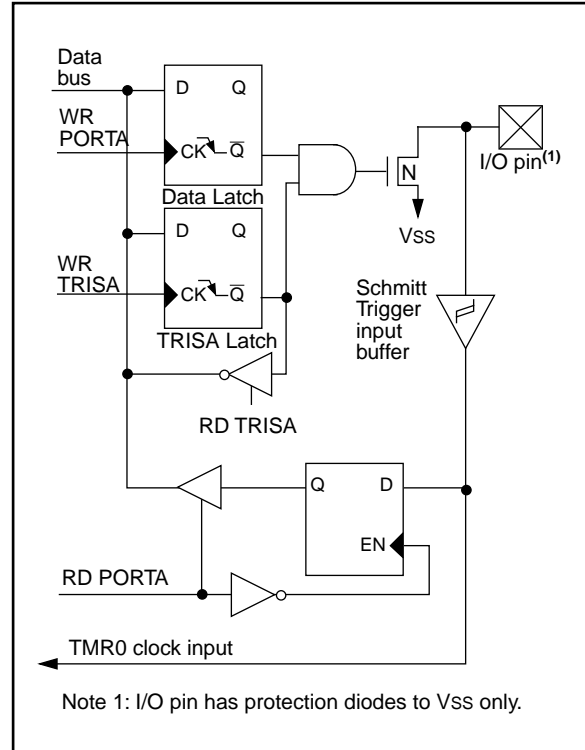 Data
bus
D Q
WR
PORTA
CK Q
Data Latch
N
I/O pin(1)
VSS
D Q
WR
TRISA
CK Q
TRISA Latch
Schmitt
Trigger
input
buffer
RD TRISA
Q D
EN
RD PORTA
TMR0 clock input
Note 1: I/O pin has protection diodes to VSS only.